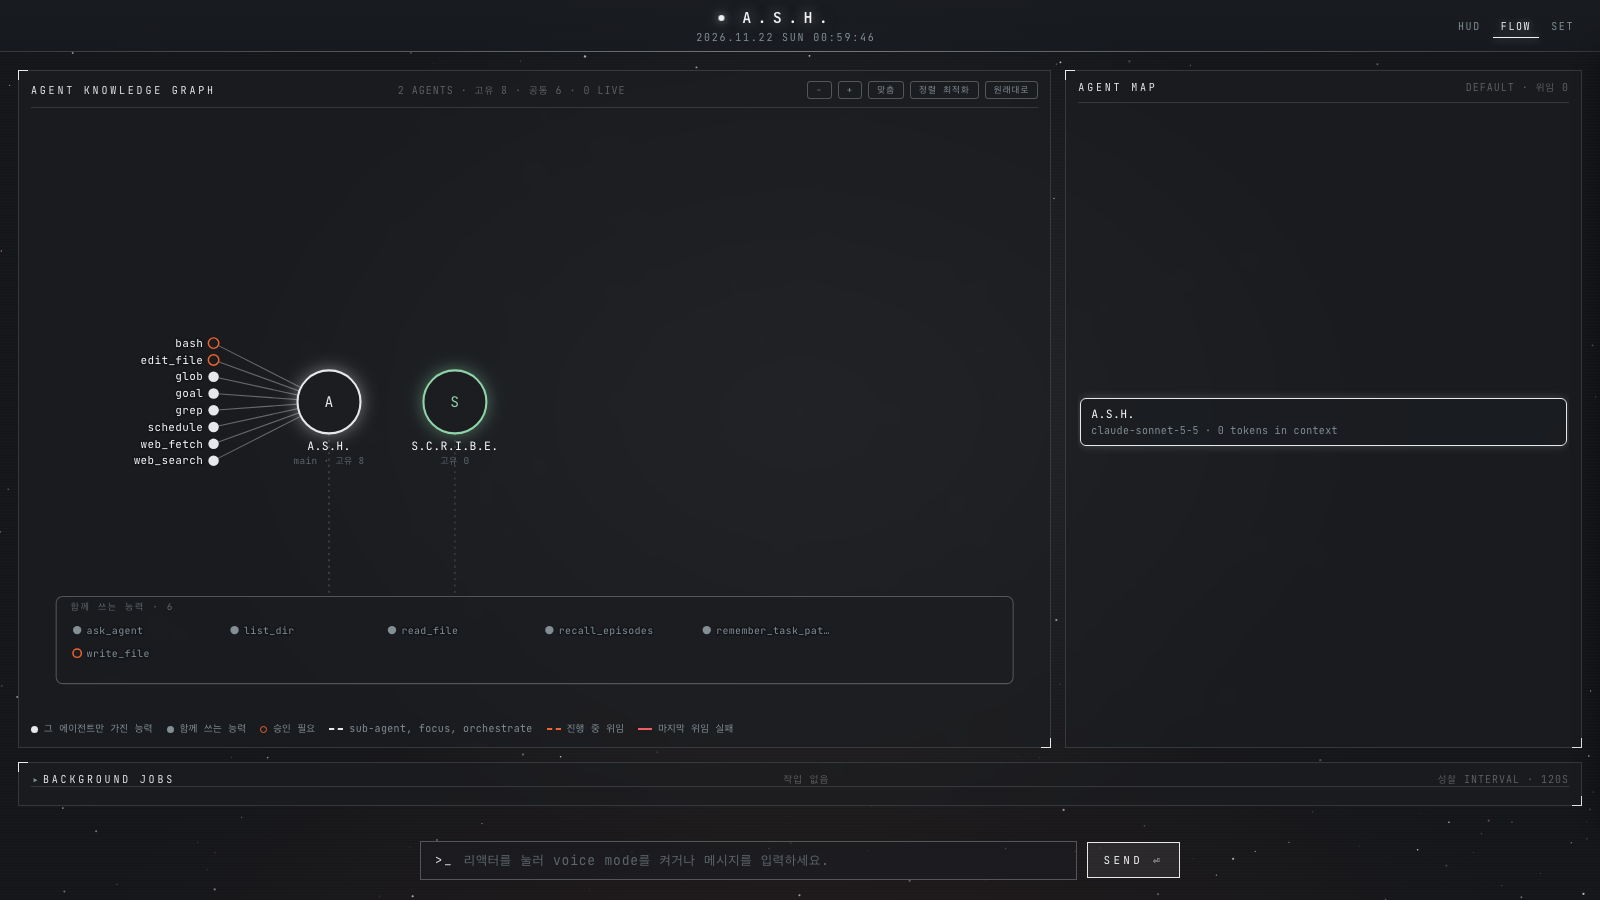 A.S.H.
2026.11.22 SUN 00:59:46
HUD FLOW SET
AGENT KNOWLEDGE GRAPH
2 AGENTS · 고유 8 · 공통 6 · 0 LIVE
- + 맞춤 정렬 최적화 원래대로
AGENT MAP
DEFAULT · 위임 0
bash
edit_file
glob
goal
grep
schedule
web_fetch
web_search
A
A.S.H.
main · 고유 8
S
S.C.R.I.B.E.
고유 0
A.S.H.
claude-sonnet-5-5 · 0 tokens in context
함께 쓰는 능력 · 6
ask_agent list_dir read_file recall_episodes remember_task_pat…
write_file
그 에이전트만 가진 능력 함께 쓰는 능력 승인 필요 sub-agent, focus, orchestrate 진행 중 위임 마지막 위임 실패
▸ BACKGROUND JOBS
작업 없음
성찰 INTERVAL · 120S
>_ 리액터를 눌러 voice mode를 켜거나 메시지를 입력하세요.
SEND ⏎